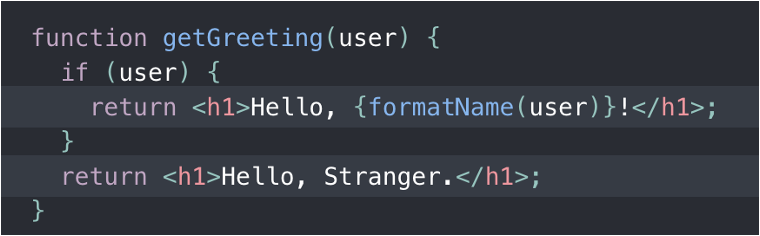 function getGreeting(user) {
  if (user) {
    return <h1>Hello, {formatName(user)}!</h1>;
  }
  return <h1>Hello, Stranger.</h1>;
}